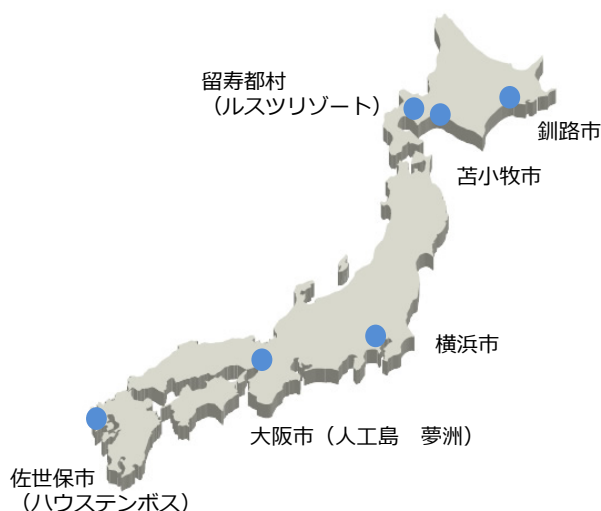 留寿都村
（ルスツリゾート）
釧路市
苫小牧市
横浜市
大阪市（人工島　夢洲）
佐世保市
（ハウステンボス）